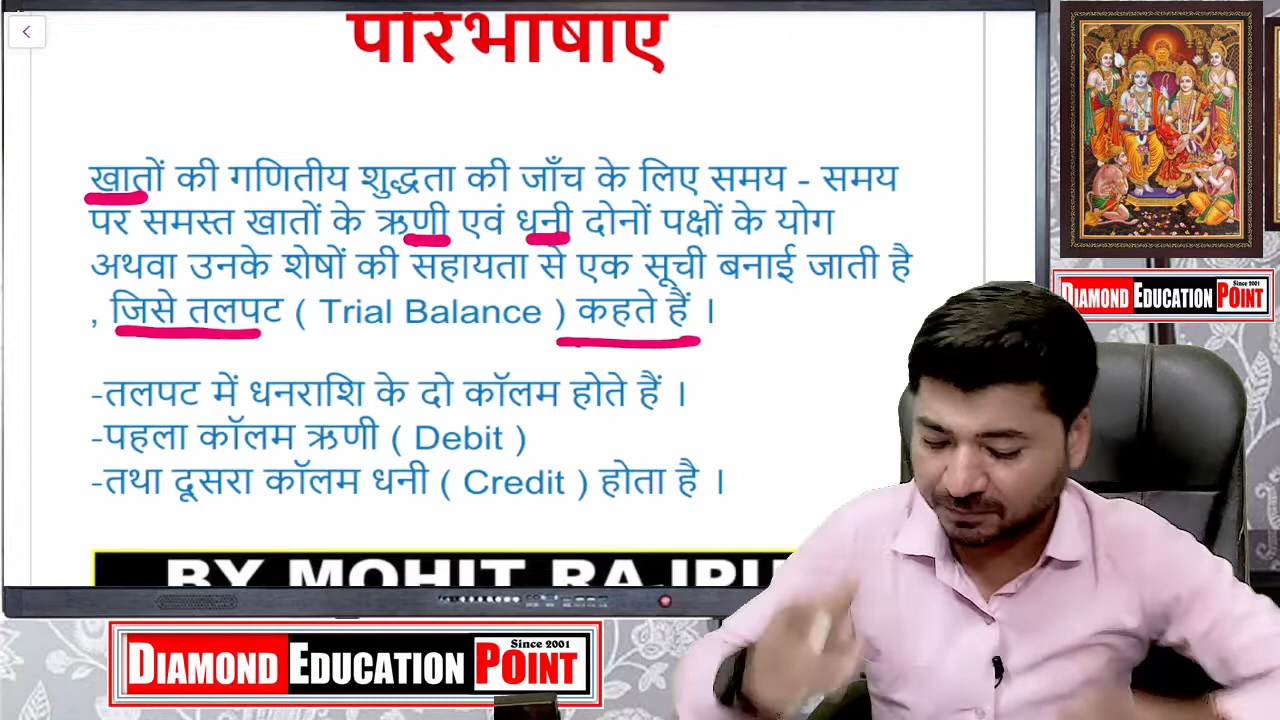 परिभाषाएं
खातों की गणितीय शुद्धता की जाँच के लिए समय - समय
पर समस्त खातों के ऋणी एवं धनी दोनों पक्षों के योग
अथवा उनके शेषों की सहायता से एक सूची बनाई जाती है
, जिसे तलपट ( Trial Balance ) कहते हैं ।
-तलपट में धनराशि के दो कॉलम होते हैं ।
-पहला कॉलम ऋणी ( Debit )
-तथा दूसरा कॉलम धनी ( Credit ) होता है ।
BY MOHIT RAJPU
Since 2001
DIAMOND EDUCATION POINT
Since 2001
DIAMOND EDUCATION POINT